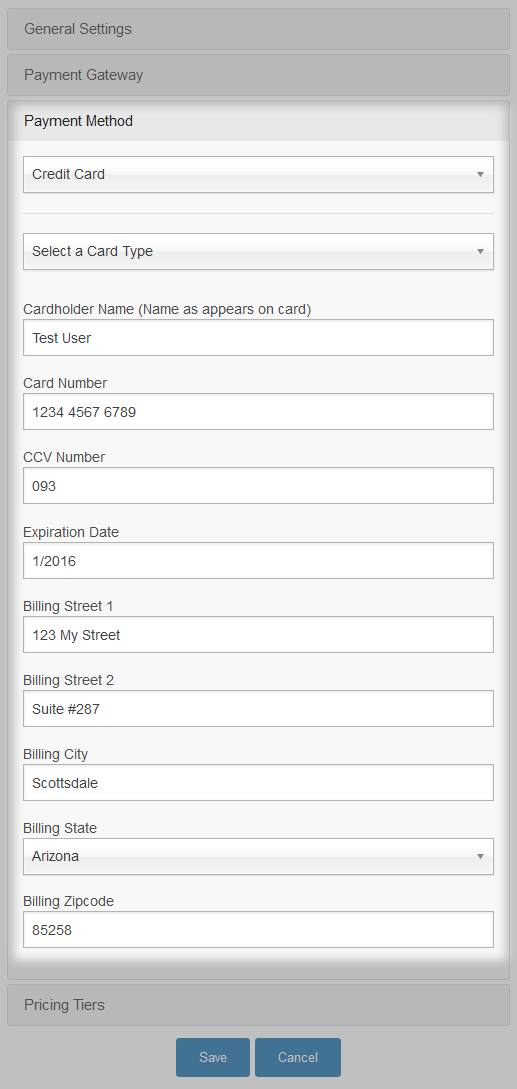 General Settings
Payment Gateway
Payment Method
Credit Card
Select a Card Type
Cardholder Name (Name as appears on card)
Test User
Card Number
1234 4567 6789
CCV Number
093
Expiration Date
1/2016
Billing Street 1
123 My Street
Billing Street 2
Suite #287
Billing City
Scottsdale
Billing State
Arizona
Billing Zipcode
85258
Pricing Tiers
Save Cancel